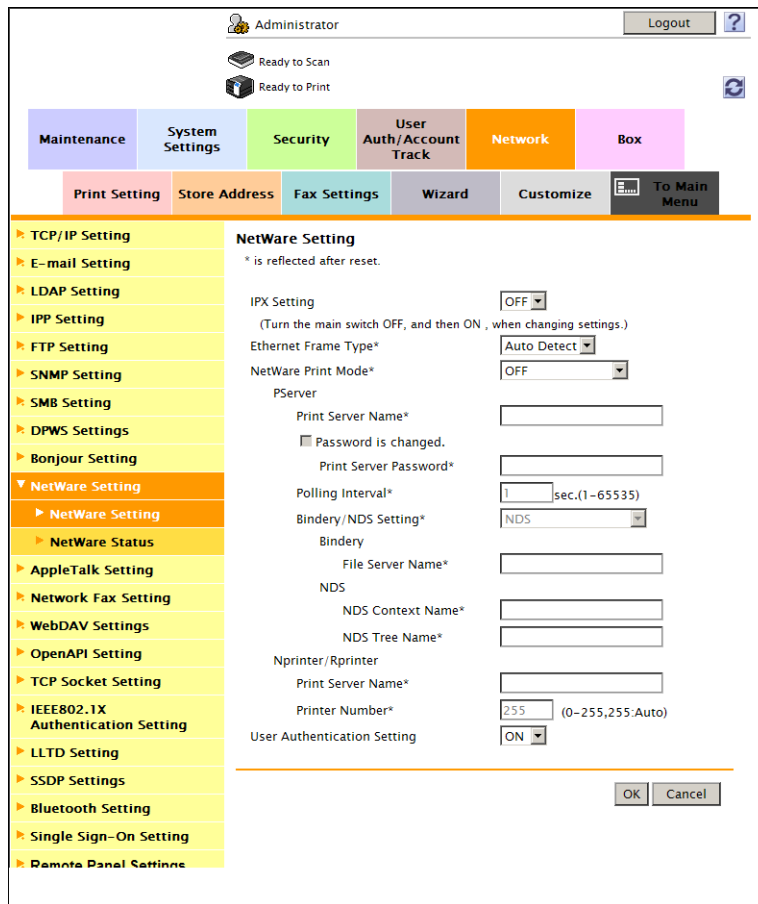 Administrator
Logout
?
Ready to Scan
Ready to Print
Maintenance
System
Settings
Security
User
Auth/Account
Track
Network
Box
Print Setting
Store Address
Fax Settings
Wizard
Customize
To Main
Menu
TCP/IP Setting
E-mail Setting
LDAP Setting
IPP Setting
FTP Setting
SNMP Setting
SMB Setting
DPWS Settings
Bonjour Setting
NetWare Setting
NetWare Setting
NetWare Status
AppleTalk Setting
Network Fax Setting
WebDAV Settings
OpenAPI Setting
TCP Socket Setting
IEEE802.1X
Authentication Setting
LLTD Setting
SSDP Settings
Bluetooth Setting
Single Sign-On Setting
Remote Panel Settings
NetWare Setting
* is reflected after reset.
IPX Setting OFF
(Turn the main switch OFF, and then ON , when changing settings.)
Ethernet Frame Type* Auto Detect
NetWare Print Mode* OFF
PServer
Print Server Name*
Password is changed.
Print Server Password*
Polling Interval* 1 sec.(1-65535)
Bindery/NDS Setting* NDS
Bindery
File Server Name*
NDS
NDS Context Name*
NDS Tree Name*
Nprinter/Rprinter
Print Server Name*
Printer Number* 255 (0-255,255:Auto)
User Authentication Setting ON
OK Cancel